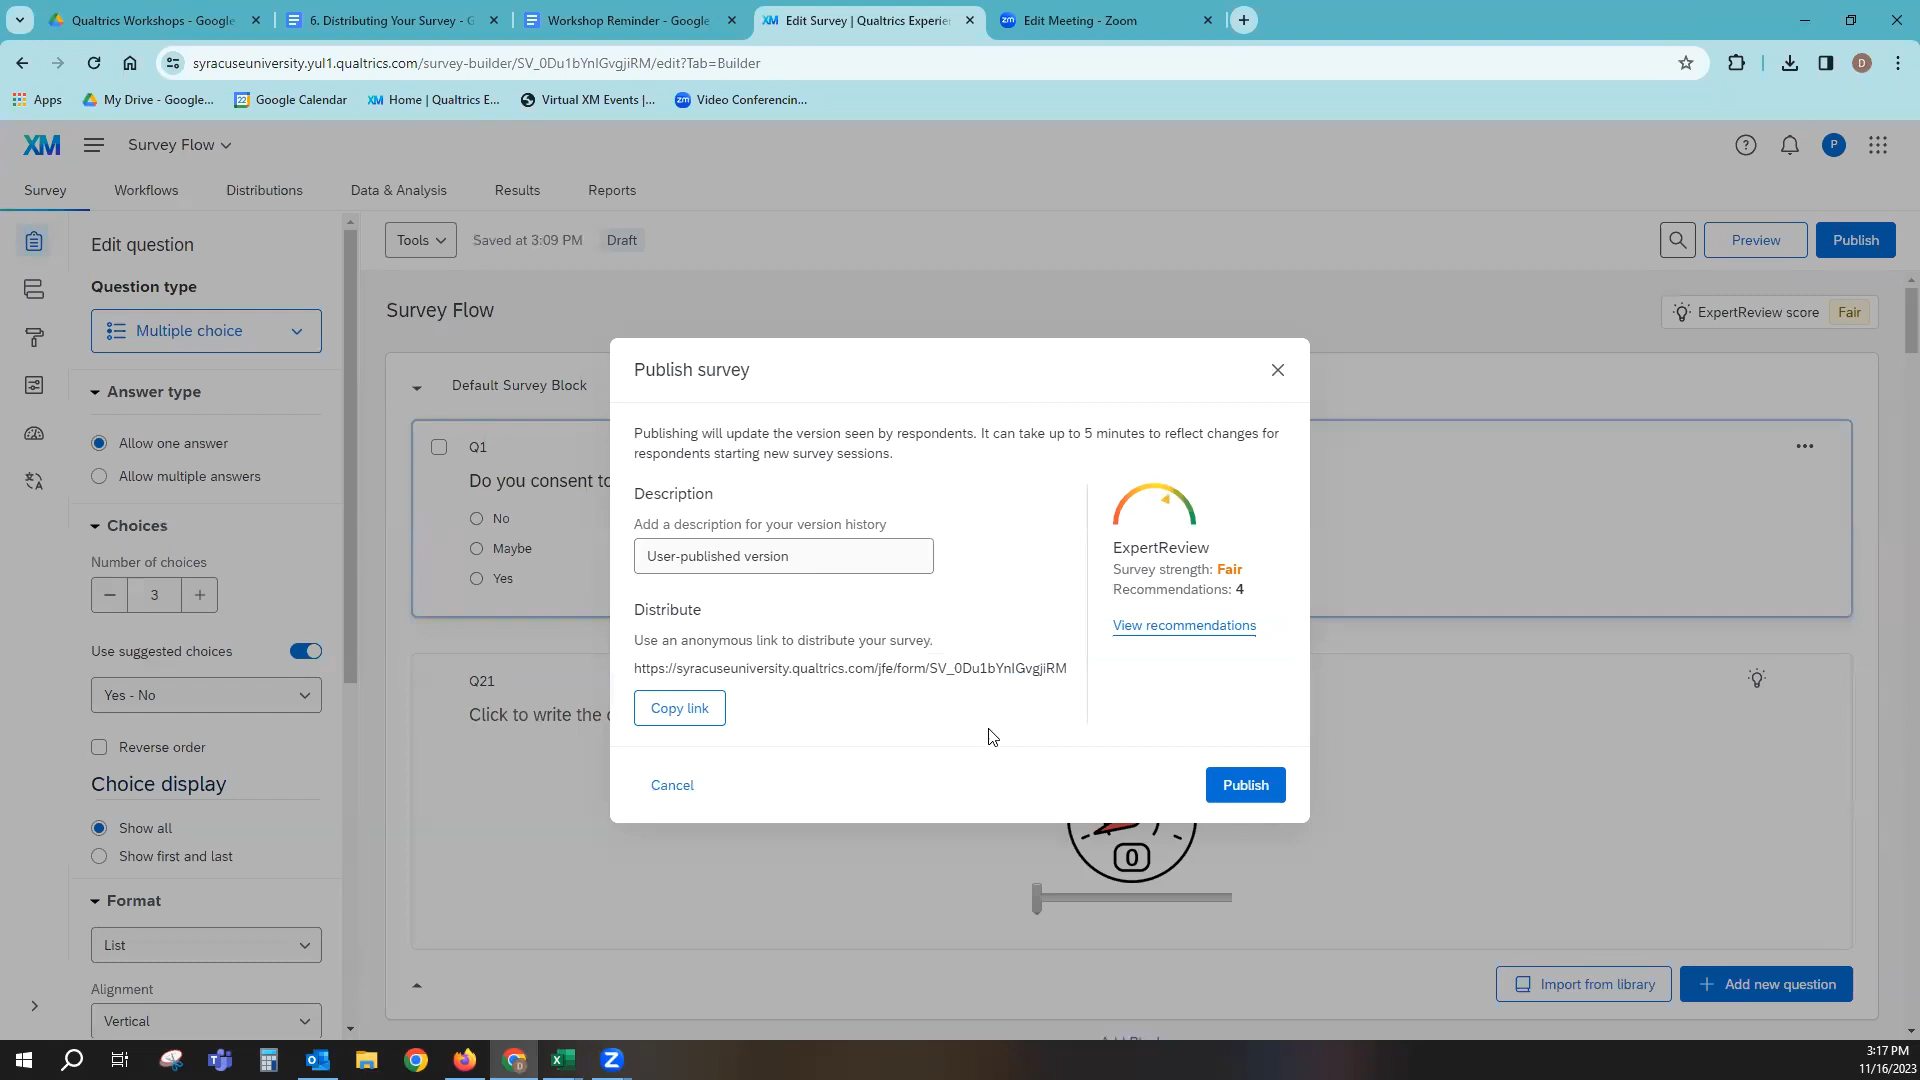 Qualtrics Workshops - Google
6. Distributing Your Survey - G
Workshop Reminder - Google
XM Edit Survey | Qualtrics Experie
zm Edit Meeting - Zoom
syracuseuniversity.yul1.qualtrics.com/survey-builder/SV_0Du1bYnIGvgjiRM/edit?Tab=Builder
D
Apps
My Drive - Google...
22 Google Calendar
XM Home | Qualtrics E...
Virtual XM Events |...
zm Video Conferencin...
XM
Survey Flow
?
P
Survey
Workflows
Distributions
Data & Analysis
Results
Reports
Edit question
Question type
Multiple choice
Answer type
Allow one answer
Allow multiple answers
Choices
Number of choices
3
Use suggested choices
Yes - No
Reverse order
Choice display
Show all
Show first and last
Format
List
Alignment
Vertical
Tools
Saved at 3:09 PM
Draft
Preview
Publish
Survey Flow
ExpertReview score
Fair
Default Survey Block
Q1
Do you consent to
No
Maybe
Yes
Q21
Click to write the
0
Import from library
Add new question
Publish survey
Publishing will update the version seen by respondents. It can take up to 5 minutes to reflect changes for
respondents starting new survey sessions.
Description
Add a description for your version history
User-published version
Distribute
Use an anonymous link to distribute your survey.
https://syracuseuniversity.qualtrics.com/jfe/form/SV_0Du1bYnIGvgjiRM
Copy link
ExpertReview
Survey strength: Fair
Recommendations: 4
View recommendations
Cancel
Publish
3:17 PM
11/16/2023